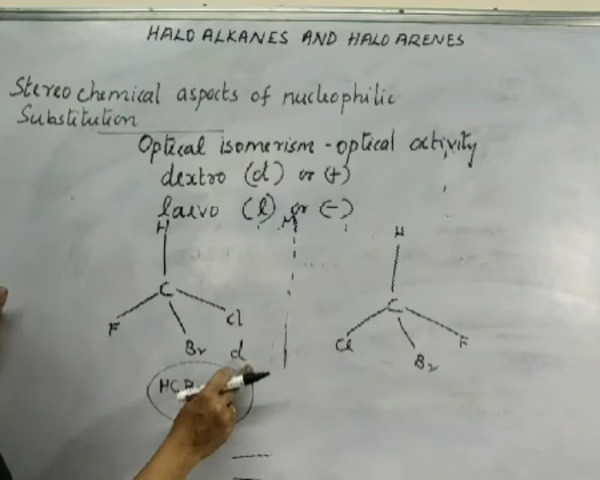 HALO ALKANES AND HALO ARENES
Stereo chemical aspects of nucleophilic
Substitution
Optical isomerism - optical activity
dextro (d) or (+)
laevo (l) or (-)
M
H
H
C
C
F
Cl
Cl
F
Br
d
Br